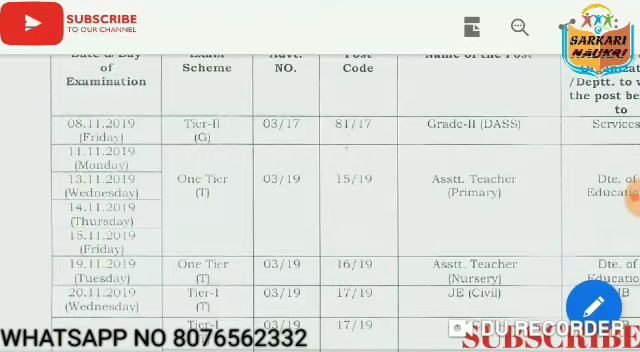 SUBSCRIBE
TO OUR CHANNEL
SARKARI
NAUKRI
Date & Day of Examination
Exam Scheme
Advt. NO.
Post Code
Name of the Post
/Deptt. to
the post
to
08.11.2019 (Friday) Tier-II (G) 03/17 81/17 Grade-II (DASS) Services
11.11.2019 (Monday)
13.11.2019 (Wednesday) One Tier (T) 03/19 15/19 Asstt. Teacher (Primary) Dte. of
14.11.2019 (Thursday)
15.11.2019 (Friday)
19.11.2019 (Tuesday) One Tier (T) 03/19 16/19 Asstt. Teacher (Nursery) Dte. of
20.11.2019 (Wednesday) Tier-I (T) 03/19 17/19 JE (Civil)
Tier-I 03/19 17/19
WHATSAPP NO 8076562332
RECORDER
SUBSCRIBE